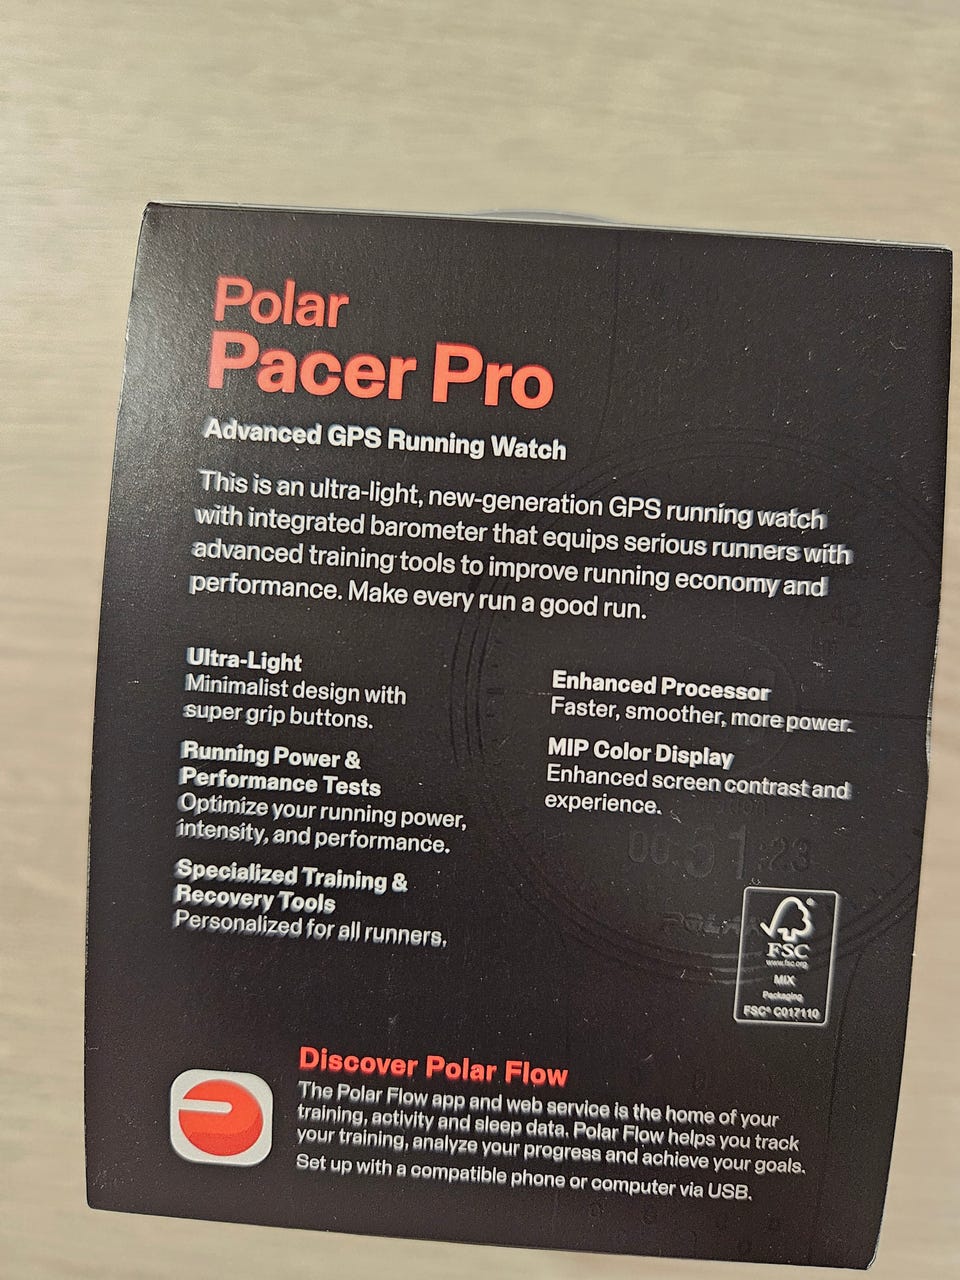 Polar
Pacer Pro
Advanced GPS Running Watch
This is an ultra-light, new-generation GPS running watch
with integrated barometer that equips serious runners with
advanced training tools to improve running economy and
performance. Make every run a good run.
Ultra-Light
Minimalist design with
super grip buttons.
Running Power &
Performance Tests
Optimize your running power,
intensity, and performance.
Specialized Training &
Recovery Tools
Personalized for all runners.
Enhanced Processor
Faster, smoother, more power.
MIP Color Display
Enhanced screen contrast and
experience.
POLAR
FSC
www.fsc.org
MIX
Packaging
FSC® C017110
Discover Polar Flow
The Polar Flow app and web service is the home of your
training, activity and sleep data. Polar Flow helps you track
your training, analyze your progress and achieve your goals.
Set up with a compatible phone or computer via USB.